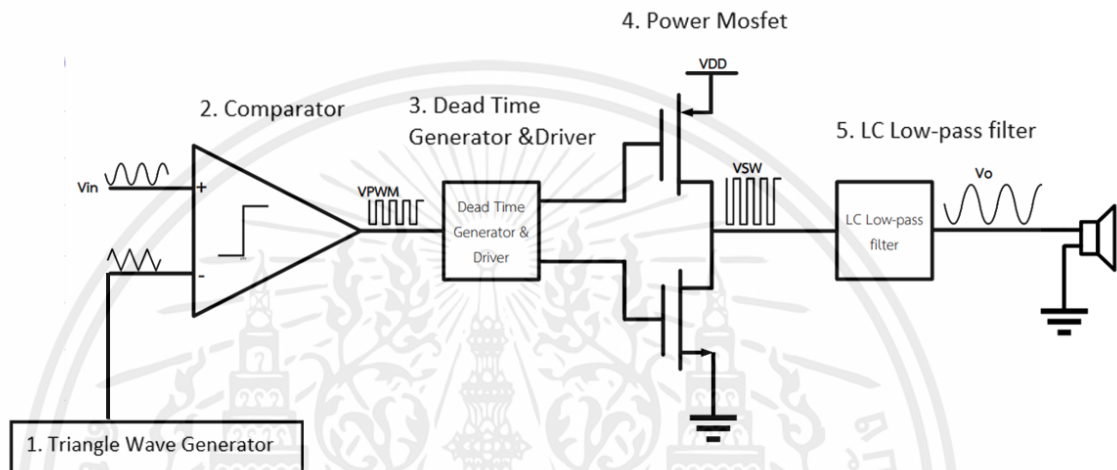 4. Power Mosfet
VDD
2. Comparator
3. Dead Time
Generator &Driver
5. LC Low-pass filter
Vin
+
-
VPWM
Dead Time
Generator &
Driver
VSW
LC Low-pass
filter
Vo
1. Triangle Wave Generator